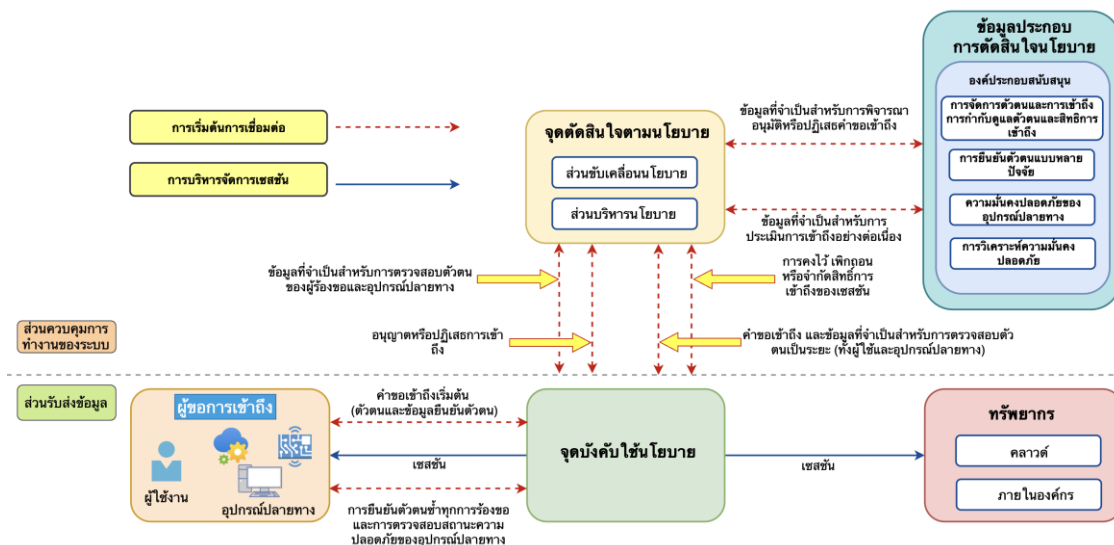 ข้อมูลประกอบ
การตัดสินใจนโยบาย
องค์ประกอบสนับสนุน
การจัดการตัวตนและการเข้าถึง
การกำกับดูแลตัวตนและสิทธิการ
เข้าถึง
การยืนยันตัวตนแบบหลาย
ปัจจัย
ความมั่นคงปลอดภัยของ
อุปกรณ์ปลายทาง
การวิเคราะห์ความมั่นคง
ปลอดภัย
การเริ่มต้นการเชื่อมต่อ
การบริหารจัดการเซสชัน
จุดตัดสินใจตามนโยบาย
ส่วนขับเคลื่อนนโยบาย
ส่วนบริหารนโยบาย
ข้อมูลที่จำเป็นสำหรับการพิจารณา
อนุมัติหรือปฏิเสธคำขอเข้าถึง
ข้อมูลที่จำเป็นสำหรับการ
ประเมินการเข้าถึงอย่างต่อเนื่อง
ข้อมูลที่จำเป็นสำหรับการตรวจสอบตัวตน
ของผู้ร้องขอและอุปกรณ์ปลายทาง
การคงไว้ เพิกถอน
หรือจำกัดสิทธิ์การ
เข้าถึงของเซสชัน
อนุญาตหรือปฏิเสธการเข้า
ถึง
คำขอเข้าถึง และข้อมูลที่จำเป็นสำหรับการตรวจสอบตัว
ตนเป็นระยะ (ทั้งผู้ใช้และอุปกรณ์ปลายทาง)
ส่วนควบคุมการ
ทำงานของระบบ
ส่วนรับส่งข้อมูล
ผู้ขอการเข้าถึง
ผู้ใช้งาน
อุปกรณ์ปลายทาง
คำขอเข้าถึงเริ่มต้น
(ตัวตนและข้อมูลยืนยันตัวตน)
เซสชัน
การยืนยันตัวตนซ้ำทุกการร้องขอ
และการตรวจสอบสถานะความ
ปลอดภัยของอุปกรณ์ปลายทาง
จุดบังคับใช้นโยบาย
เซสชัน
ทรัพยากร
คลาวด์
ภายในองค์กร